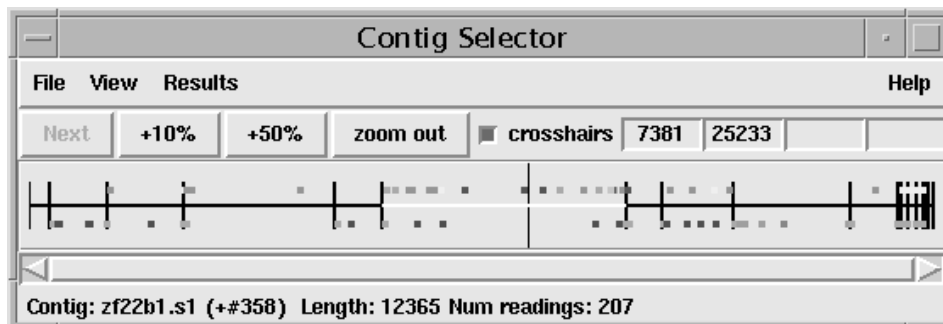 Contig Selector
File View Results Help
Next +10% +50% zoom out crosshairs 7381 25233
Contig: zf22b1.s1 (+#358) Length: 12365 Num readings: 207